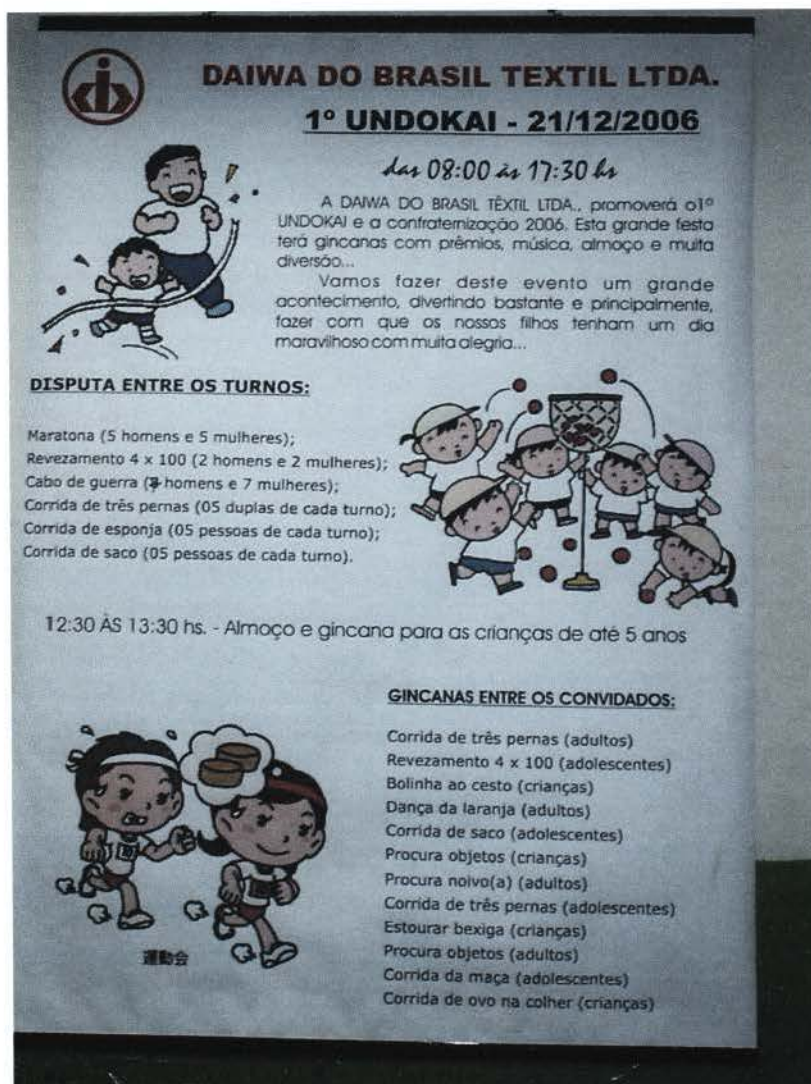 DAIWA DO BRASIL TEXTIL LTDA.
1º UNDOKAI - 21/12/2006
das 08:00 às 17:30 hs
A DAIWA DO BRASIL TÊXTIL LTDA., promoverá o1º
UNDOKAI e a confraternização 2006. Esta grande festa
terá gincanas com prêmios, música, almoço e muita
diversão...
Vamos fazer deste evento um grande
acontecimento, divertindo bastante e principalmente,
fazer com que os nossos filhos tenham um dia
maravilhoso com muita alegria...
DISPUTA ENTRE OS TURNOS:
Maratona (5 homens e 5 mulheres);
Revezamento 4 x 100 (2 homens e 2 mulheres);
Cabo de guerra (7 homens e 7 mulheres);
Corrida de três pernas (05 duplas de cada turno);
Corrida de esponja (05 pessoas de cada turno);
Corrida de saco (05 pessoas de cada turno).
12:30 ÀS 13:30 hs. - Almoço e gincana para as crianças de até 5 anos
GINCANAS ENTRE OS CONVIDADOS:
Corrida de três pernas (adultos)
Revezamento 4 x 100 (adolescentes)
Bolinha ao cesto (crianças)
Dança da laranja (adultos)
Corrida de saco (adolescentes)
Procura objetos (crianças)
Procura noivo(a) (adultos)
Corrida de três pernas (adolescentes)
Estourar bexiga (crianças)
Procura objetos (adultos)
Corrida da maça (adolescentes)
Corrida de ovo na colher (crianças)
運動会